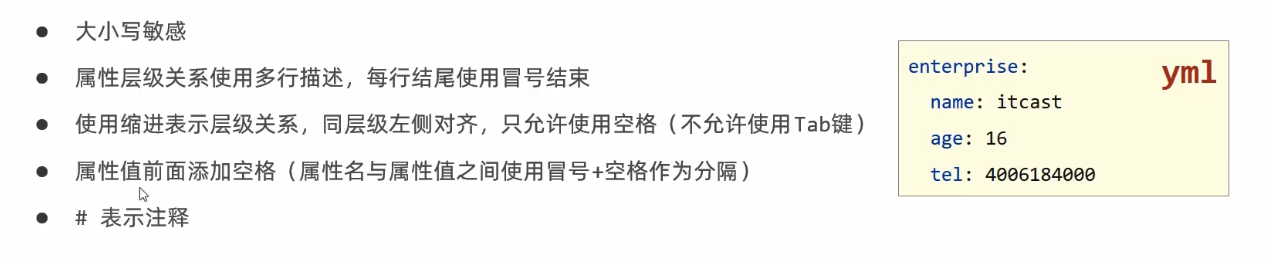 ● 大小写敏感
● 属性层级关系使用多行描述，每行结尾使用冒号结束
● 使用缩进表示层级关系，同层级左侧对齐，只允许使用空格（不允许使用Tab键）
● 属性值前面添加空格（属性名与属性值之间使用冒号+空格作为分隔）
● # 表示注释
enterprise:
yml
name: itcast
age: 16
tel: 4006184000